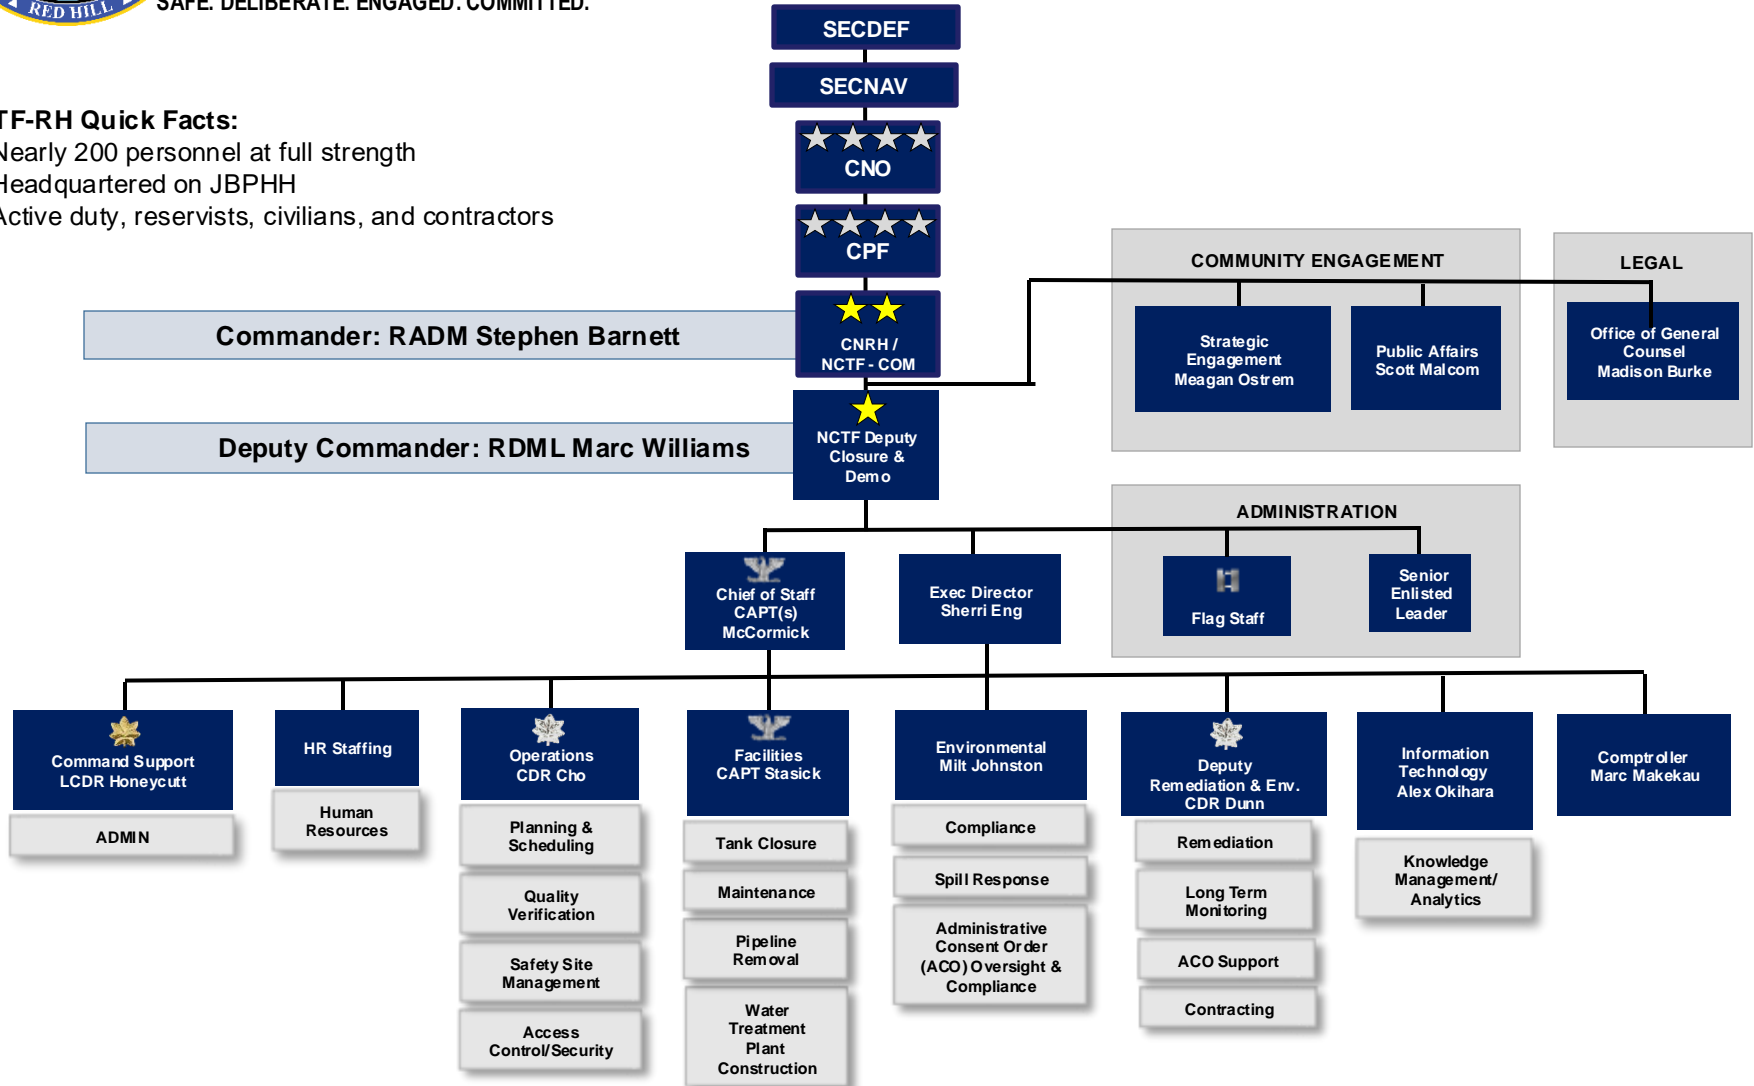 RED HILL
SAFE. DELIBERATE. ENGAGED. COMMITTED.
TF-RH Quick Facts:
Nearly 200 personnel at full strength
Headquartered on JBPHH
Active duty, reservists, civilians, and contractors
SECDEF
SECNAV
CNO
CPF
Commander: RADM Stephen Barnett
CNRH /
NCTF - COM
Deputy Commander: RDML Marc Williams
NCTF Deputy
Closure &
Demo
COMMUNITY ENGAGEMENT
Strategic
Engagement
Meagan Ostrem
Public Affairs
Scott Malcom
LEGAL
Office of General
Counsel
Madison Burke
ADMINISTRATION
Chief of Staff
CAPT(s)
McCormick
Exec Director
Sherri Eng
Flag Staff
Senior
Enlisted
Leader
Command Support
LCDR Honeycutt
ADMIN
HR Staffing
Human
Resources
Operations
CDR Cho
Planning &
Scheduling
Quality
Verification
Safety Site
Management
Access
Control/Security
Facilities
CAPT Stasick
Tank Closure
Maintenance
Pipeline
Removal
Water
Treatment
Plant
Construction
Environmental
Milt Johnston
Compliance
Spill Response
Administrative
Consent Order
(ACO) Oversight &
Compliance
Deputy
Remediation & Env.
CDR Dunn
Remediation
Long Term
Monitoring
ACO Support
Contracting
Information
Technology
Alex Okihara
Knowledge
Management/
Analytics
Comptroller
Marc Makekau